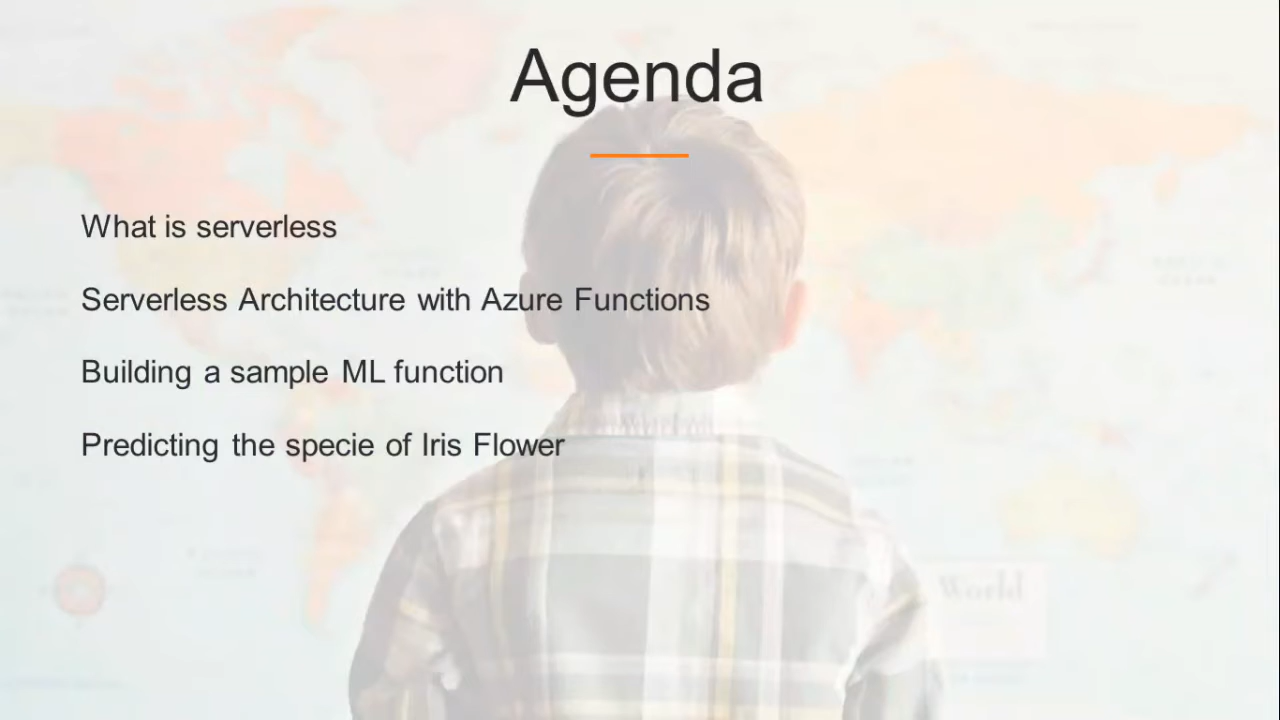 Agenda
What is serverless
Serverless Architecture with Azure Functions
Building a sample ML function
Predicting the specie of Iris Flower
World